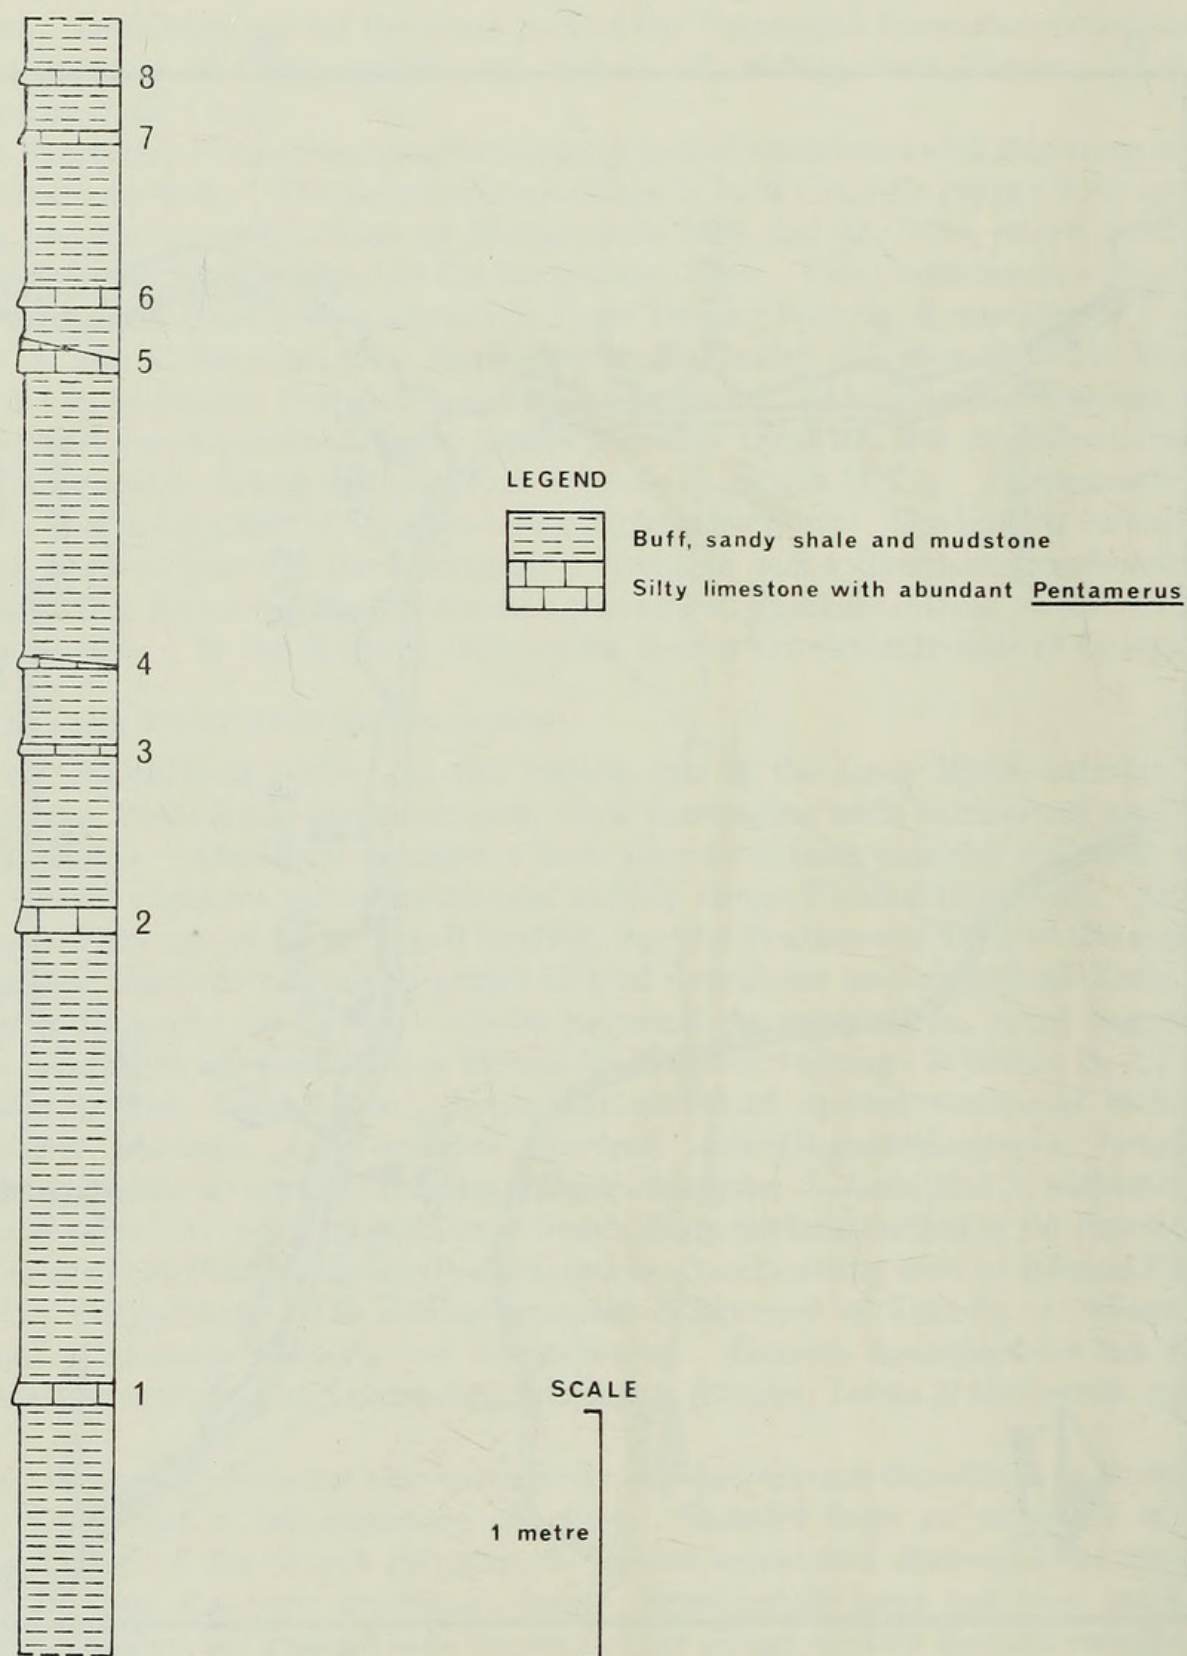 8
7
6
5
LEGEND
Buff, sandy shale and mudstone
Silty limestone with abundant Pentamerus
4
3
2
1
SCALE
1 metre